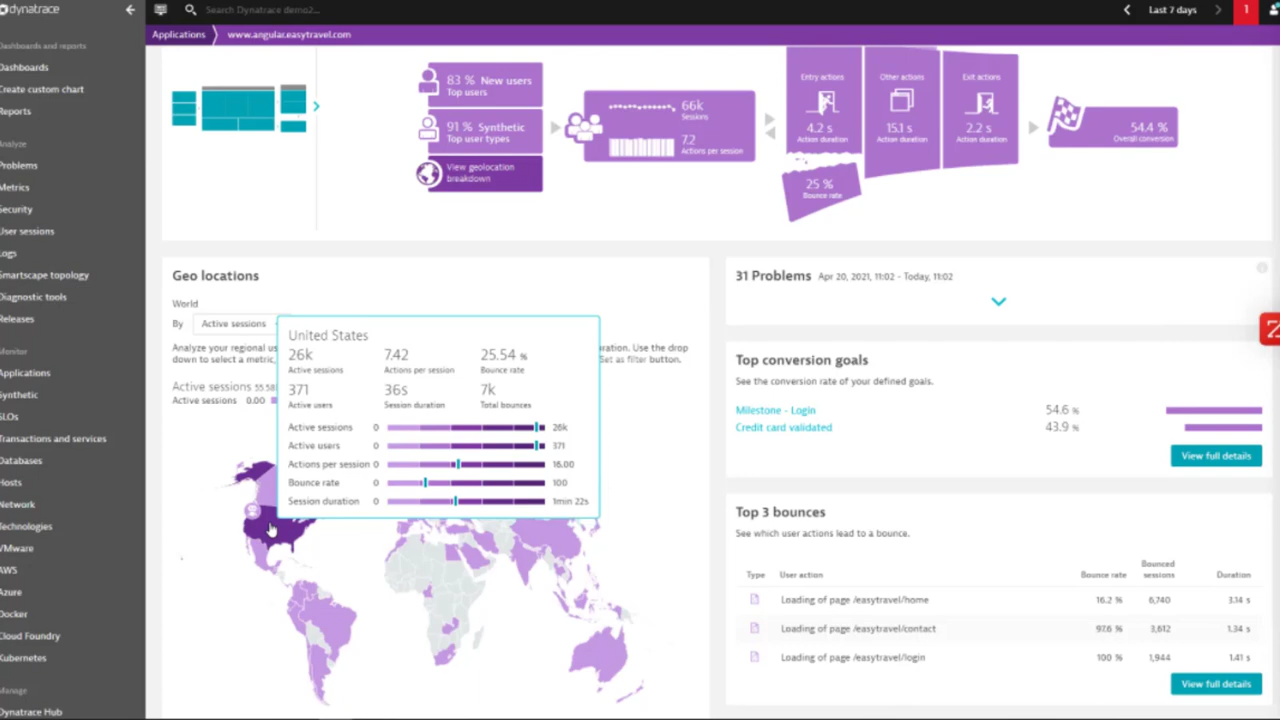 dynatrace
Search Dynatrace demo2...
Last 7 days
1
Applications
www.angular.easytravel.com
Dashboards and reports
Dashboards
Create custom chart
Reports
Analyze
Problems
Metrics
Security
User sessions
Logs
Smartscape topology
Diagnostic tools
Releases
Monitor
Applications
Synthetic
SLOs
Transactions and services
Databases
Hosts
Network
Technologies
VMware
AWS
Azure
Docker
Cloud Foundry
Kubernetes
Manage
Dynatrace Hub
83 % New users
Top users
91 % Synthetic
Top user types
View geolocation
breakdown
66k
Sessions
7.2
Actions per session
Entry actions
4.2 s
Action duration
25 %
Bounce rate
Other actions
15.1 s
Action duration
Exit actions
2.2 s
Action duration
54.4 %
Overall conversion
Geo locations
World
By Active sessions
Analyze your regional us
ration. Use the drop
down to select a metric,
Set as filter button.
Active sessions 55.58
Active sessions 0.00
United States
26k 7.42 25.54 %
Active sessions Actions per session Bounce rate
371 36s 7k
Active users Session duration Total bounces
Active sessions 0 26k
Active users 0 371
Actions per session 0 16.00
Bounce rate 0 100
Session duration 0 1min 22s
31 Problems Apr 20, 2021, 11:02 - Today, 11:02
Top conversion goals
See the conversion rate of your defined goals.
Milestone - Login 54.6 %
Credit card validated 43.9 %
View full details
Top 3 bounces
See which user actions lead to a bounce.
Type User action Bounce rate Bounced sessions Duration
Loading of page /easytravel/home 16.2 % 6,740 3.14 s
Loading of page /easytravel/contact 97.6 % 3,612 1.34 s
Loading of page /easytravel/login 100 % 1,944 1.41 s
View full details